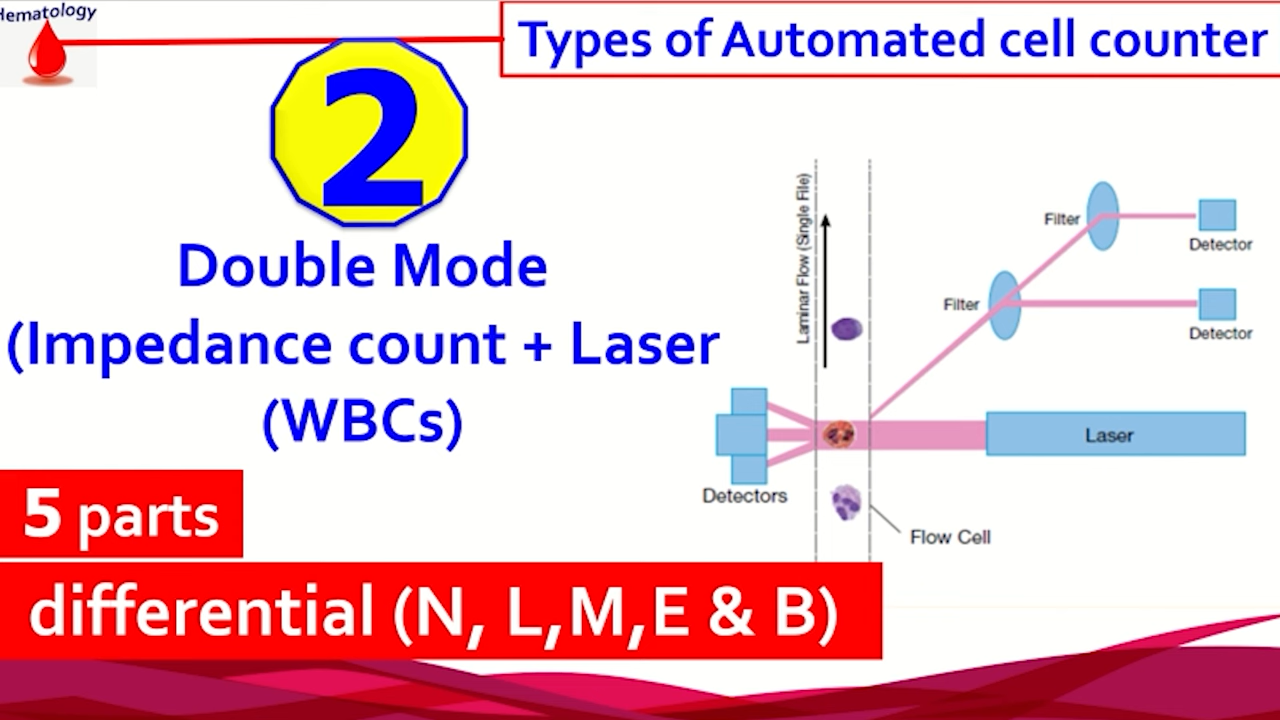 Hematology
Types of Automated cell counter
2
Double Mode
(Impedance count + Laser
(WBCs)
5 parts
differential (N, L,M,E & B)
Laminar Flow (Single File)
Filter
Detector
Filter
Detector
Laser
Detectors
Flow Cell